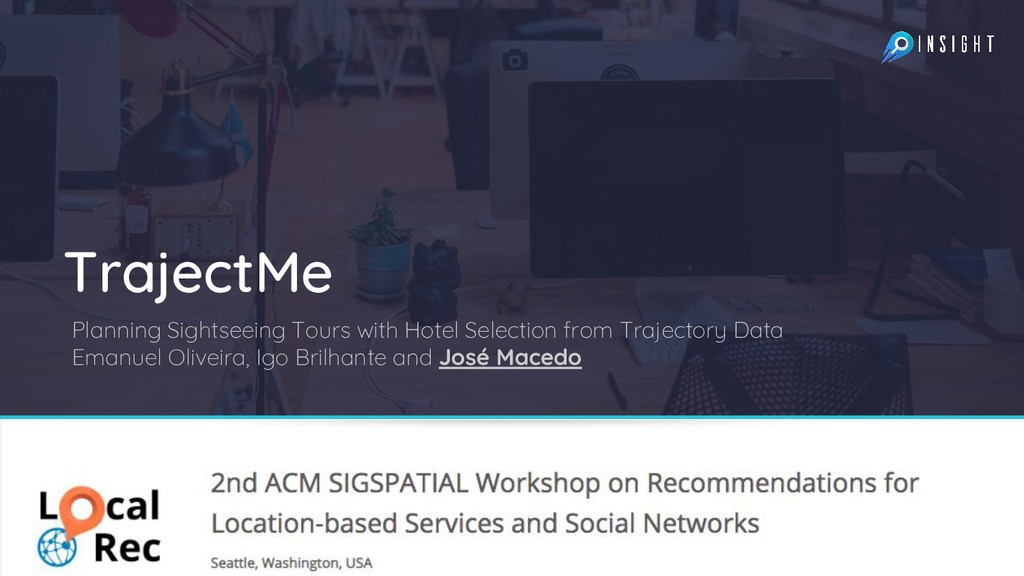 INSIGHT
TrajectMe
Planning Sightseeing Tours with Hotel Selection from Trajectory Data
Emanuel Oliveira, Igo Brilhante and José Macedo
Local
Rec
2nd ACM SIGSPATIAL Workshop on Recommendations for
Location-based Services and Social Networks
Seattle, Washington, USA